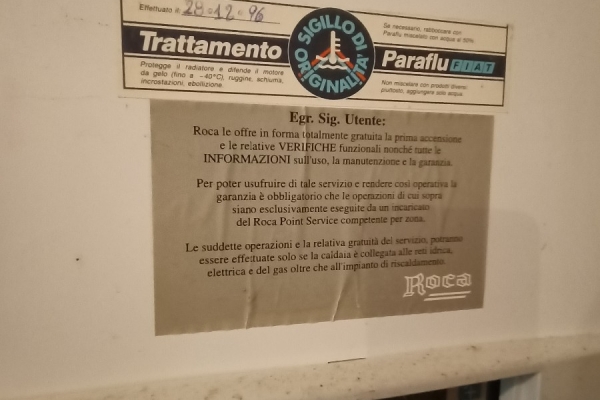 Effettuato il: 28-12-96
Trattamento
Protegge il radiatore e difende il motore
da gelo (fino a -40°C), ruggine, schiuma,
incrostazioni, ebollizione.
SIGILLO DI
ORIGINALITÀ
Se necessario, rabboccare con
Paraflu miscelato con acqua al 50%.
Paraflu FIAT
Non miscelare con prodotti diversi:
piuttosto, aggiungere solo acqua.
Egr. Sig. Utente:
Roca le offre in forma totalmente gratuita la prima accensione
e le relative VERIFICHE funzionali nonché tutte le
INFORMAZIONI sull'uso, la manutenzione e la garanzia.
Per poter usufruire di tale servizio e rendere così operativa la
garanzia è obbligatorio che le operazioni di cui sopra
siano esclusivamente eseguite da un incaricato
del Roca Point Service competente per zona.
Le suddette operazioni e la relativa gratuità del servizio, potranno
essere effettuate solo se la caldaia è collegata alle reti idrica,
elettrica e del gas oltre che all'impianto di riscaldamento.
Roca